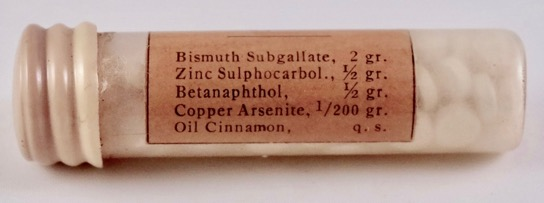 Bismuth Subgallate, 2 gr.
Zinc Sulphocarbol., ½ gr.
Betanaphthol, ½ gr.
Copper Arsenite, 1/200 gr.
Oil Cinnamon, q. s.